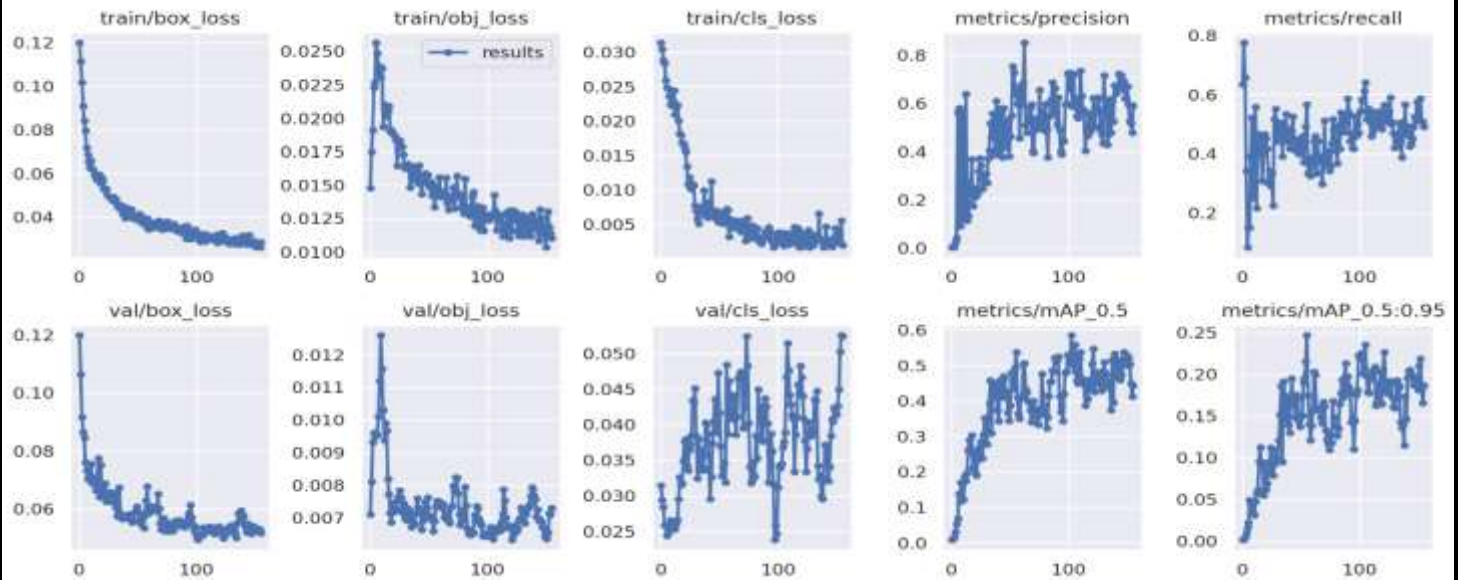 train/box_loss train/obj_loss train/cls_loss metrics/precision metrics/recall
0.12 0.10 0.08 0.06 0.04
0 100
0.0250 0.0225 0.0200 0.0175 0.0150 0.0125 0.0100
results
0 100
0.030 0.025 0.020 0.015 0.010 0.005
0 100
0.8 0.6 0.4 0.2 0.0
0 100
0.8 0.6 0.4 0.2
0 100
val/box_loss val/obj_loss val/cls_loss metrics/mAP_0.5 metrics/mAP_0.5:0.95
0.12 0.10 0.08 0.06
0 100
0.012 0.011 0.010 0.009 0.008 0.007
0 100
0.050 0.045 0.040 0.035 0.030 0.025
0 100
0.6 0.5 0.4 0.3 0.2 0.1 0.0
0 100
0.25 0.20 0.15 0.10 0.05 0.00
0 100